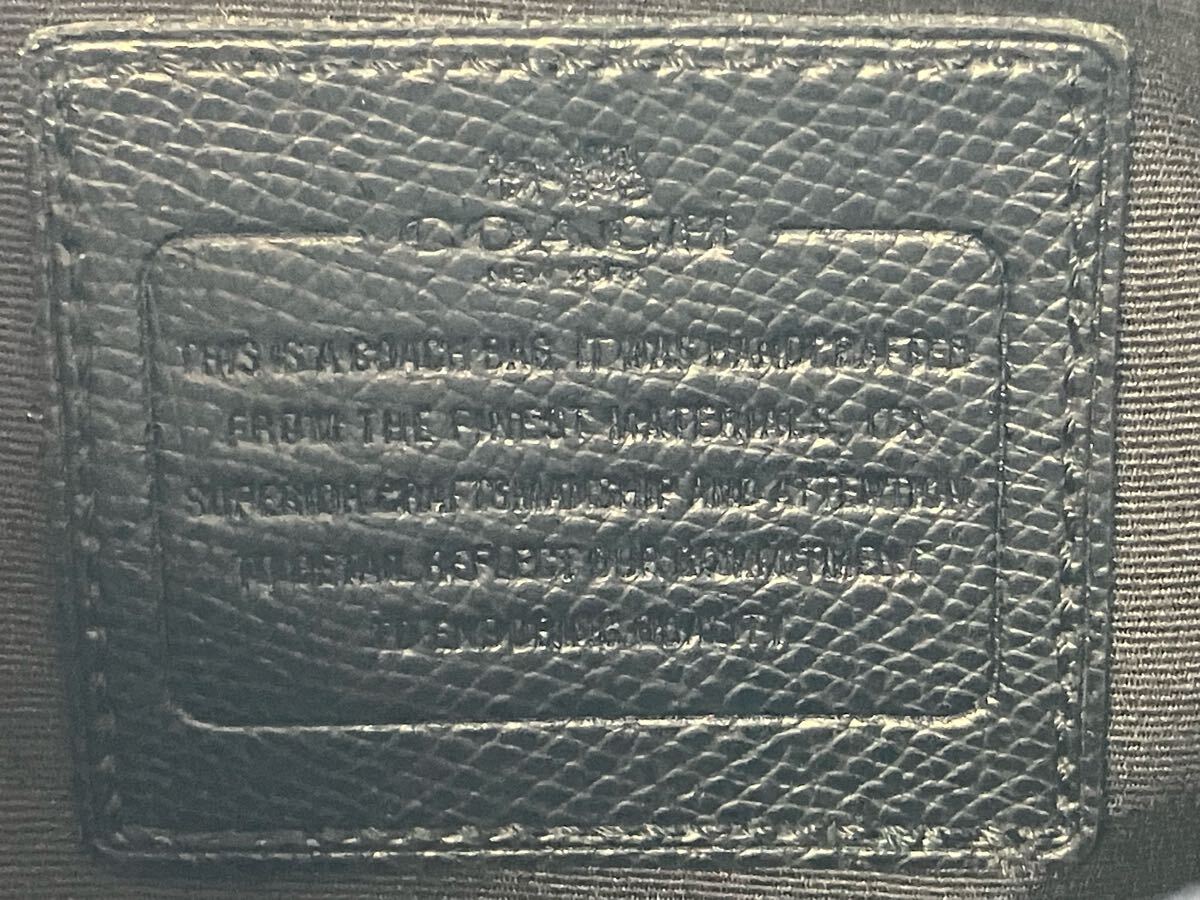 COACH
NEW YORK
THIS IS A COACH BAG. IT WAS HANDCRAFTED
FROM THE FINEST MATERIALS. ITS
SUPERIOR CRAFTSMANSHIP AND ATTENTION
TO DETAIL REFLECT OUR COMMITMENT
TO ENDURING QUALITY.